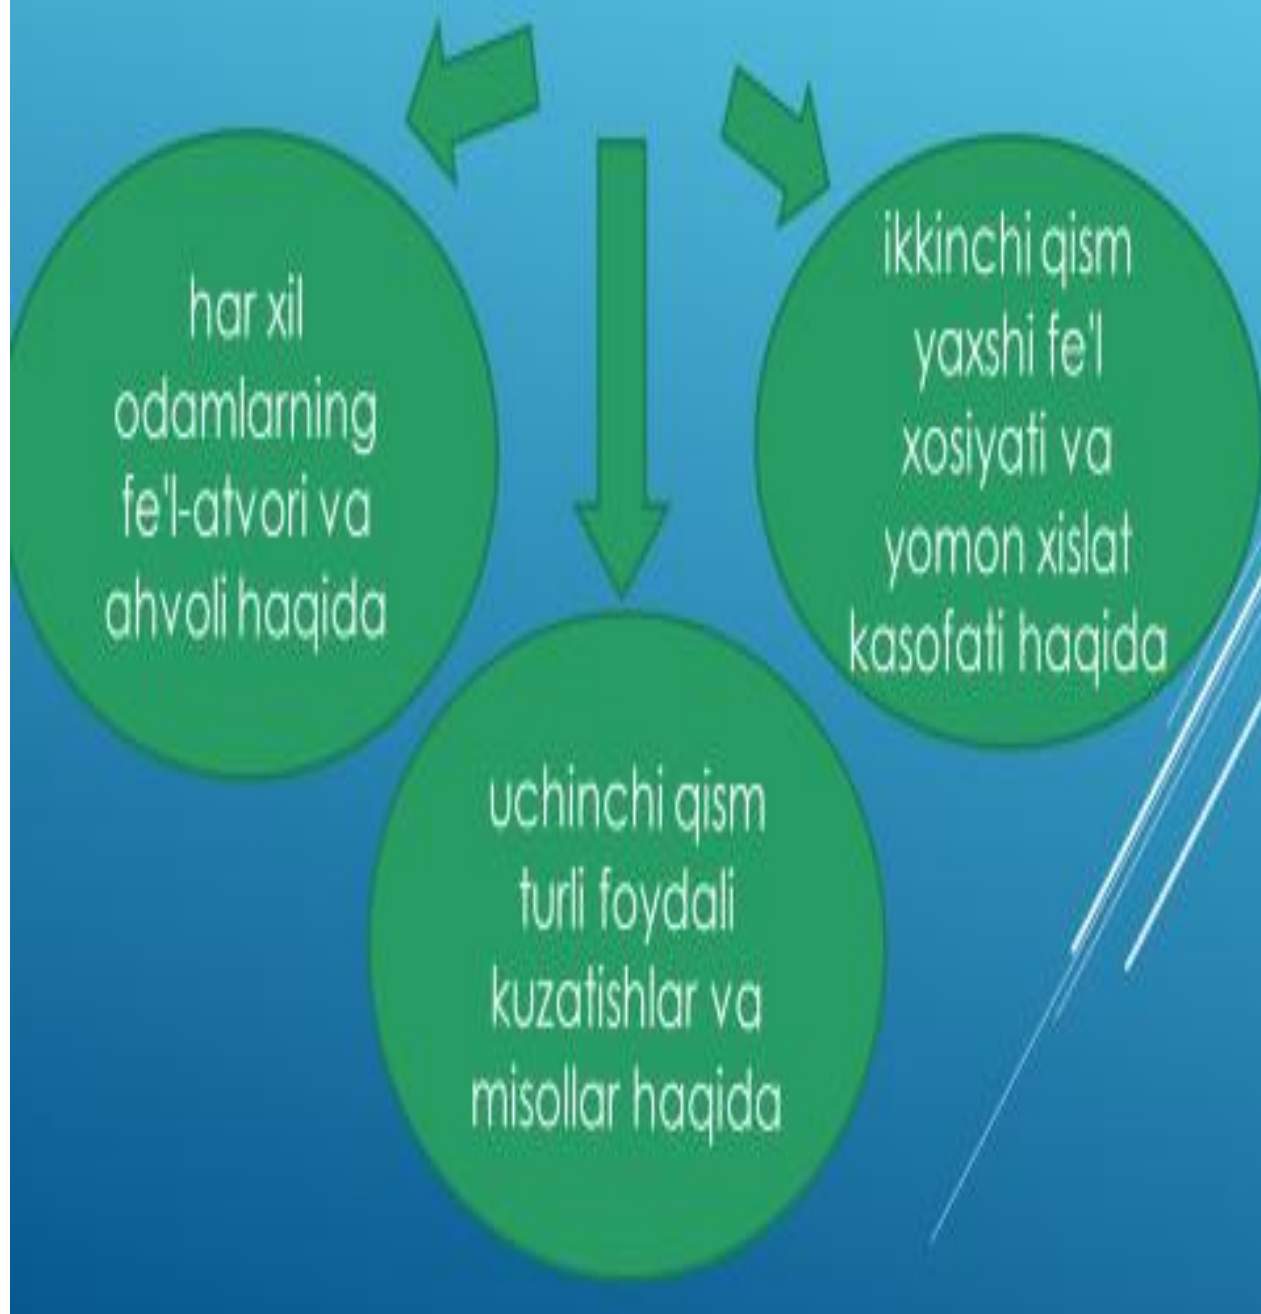 har xil
odamlarning
fe'l-atvori va
ahvoli haqida
ikkinchi qism
yaxshi fe'l
xosiyati va
yomon xislat
kasofati haqida
uchinchi qism
turli foydali
kuzatishlar va
misollar haqida